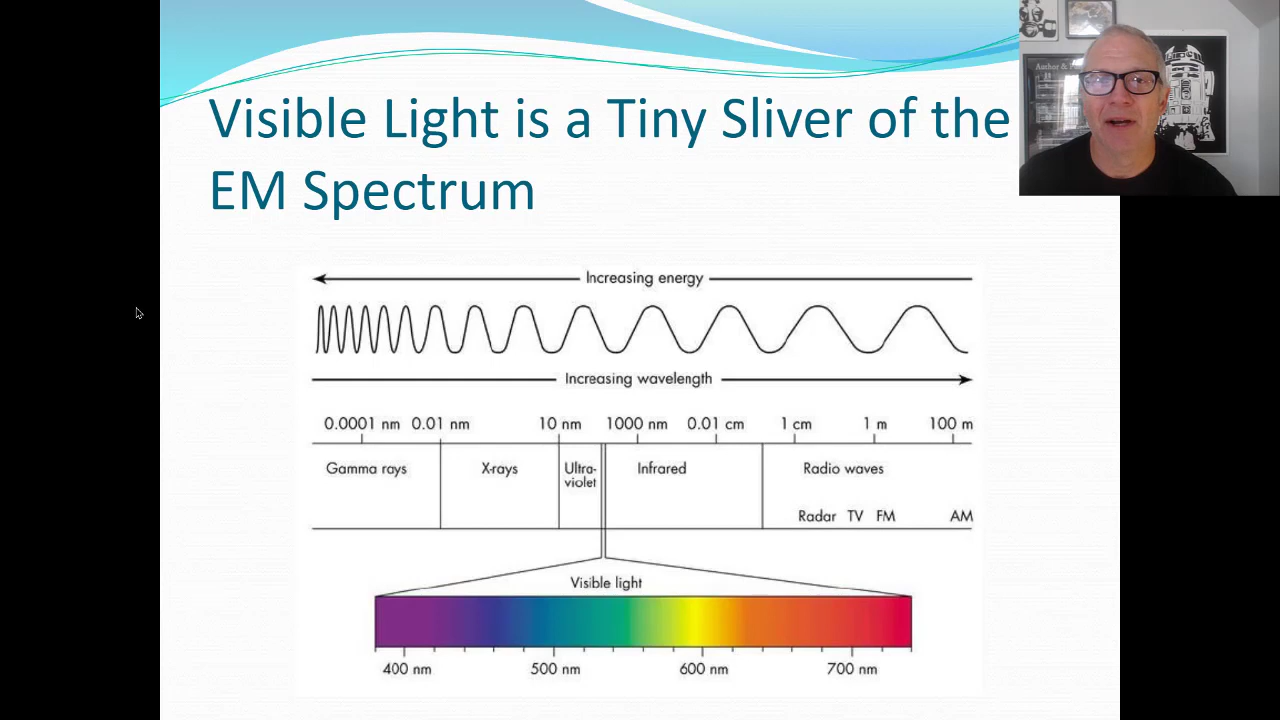 Visible Light is a Tiny Sliver of the
EM Spectrum
Author &
Increasing energy
Increasing wavelength
0.0001 nm 0.01 nm 10 nm 1000 nm 0.01 cm 1 cm 1 m 100 m
Gamma rays X-rays Ultra- Infrared Radio waves
violet
Radar TV FM AM
Visible light
400 nm 500 nm 600 nm 700 nm